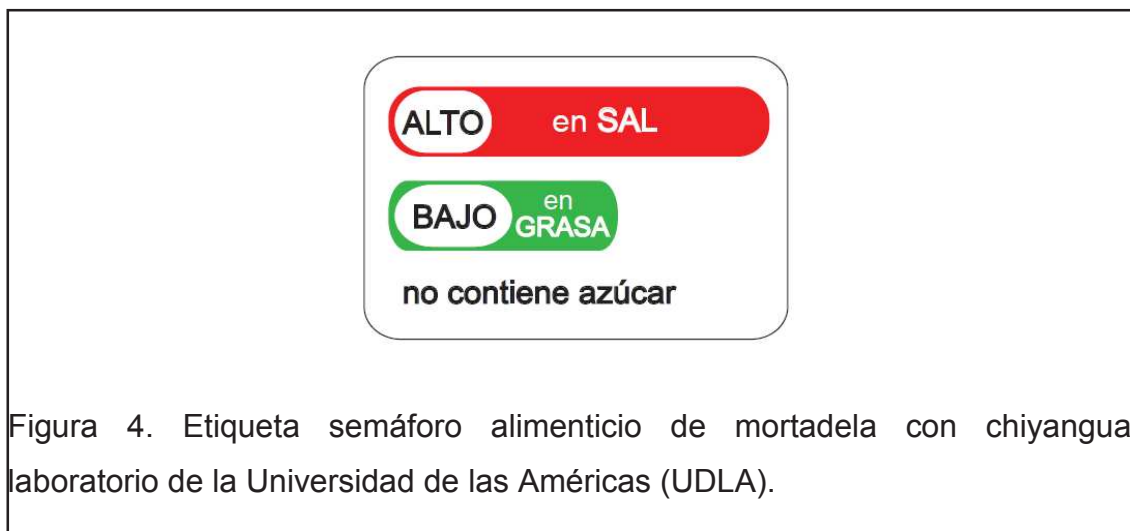 ALTO en SAL
BAJO en GRASA
no contiene azúcar
Figura 4. Etiqueta semáforo alimenticio de mortadela con chiyangua
laboratorio de la Universidad de las Américas (UDLA).